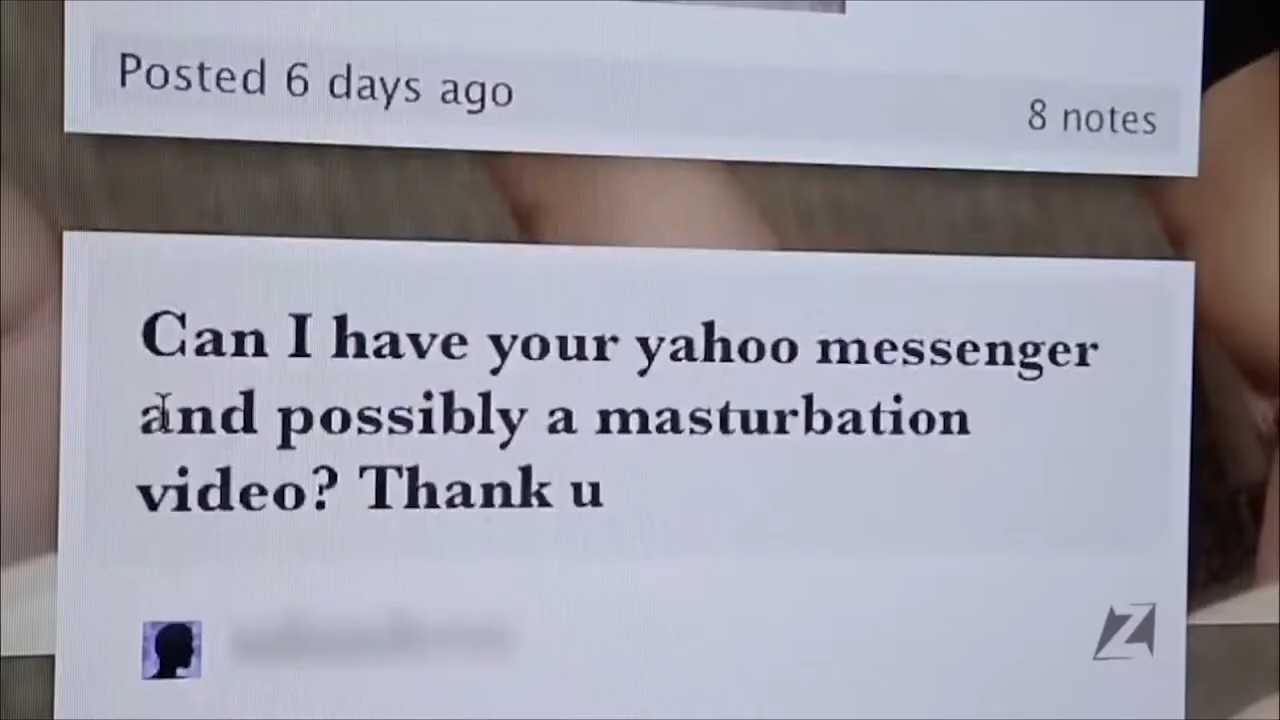 Posted 6 days ago
8 notes
Can I have your yahoo messenger
and possibly a masturbation
video? Thank u
Z